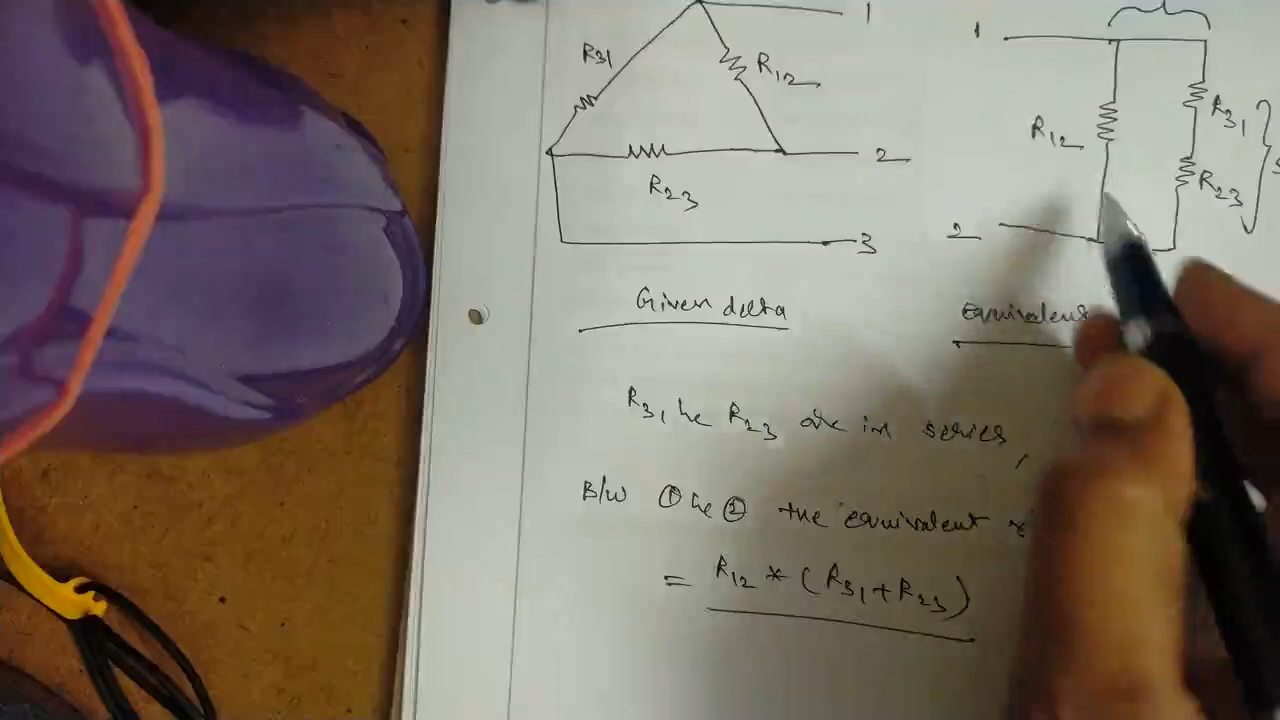 R31
R12
1
R23
2
3
Given delta
1
R12
R31
R23
2
Equivalent
R31 & R23 are in series,
B/W ① & ② the equivalent
= R12 * (R31 + R23)